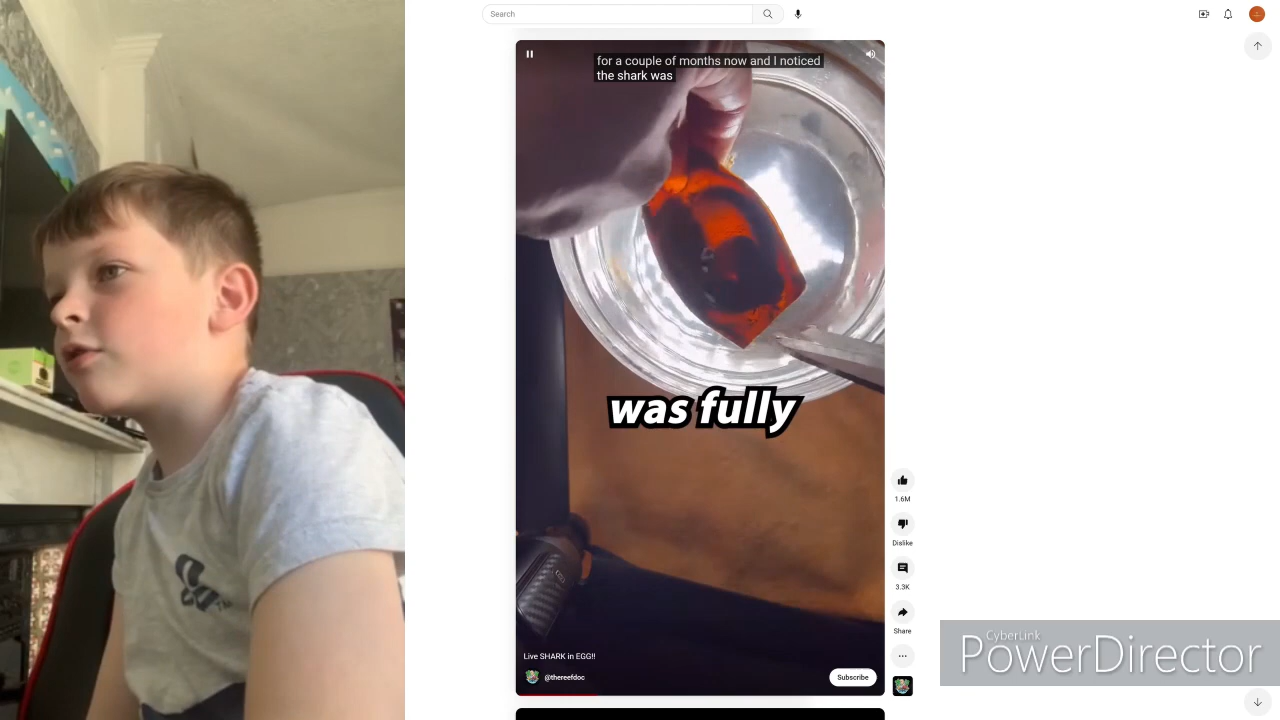 Search
for a couple of months now and I noticed
the shark was
was fully
1.6M
Dislike
3.3K
Share
Live SHARK in EGG!!
@thereefdoc
Subscribe
CyberLink
PowerDirector